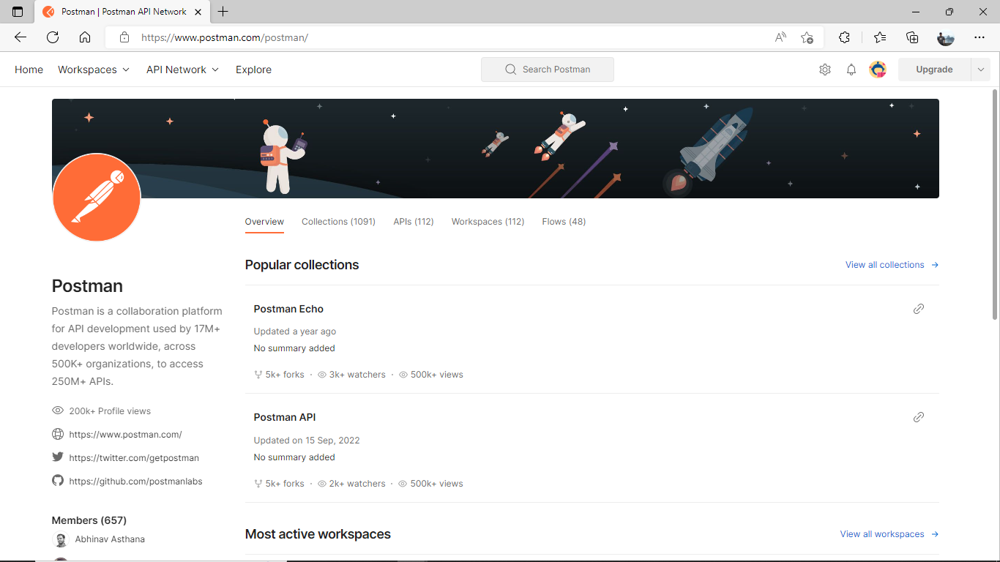 Postman | Postman API Network
https://www.postman.com/postman/
Home Workspaces API Network Explore Search Postman Upgrade
Overview Collections (1091) APIs (112) Workspaces (112) Flows (48)
Postman
Postman is a collaboration platform
for API development used by 17M+
developers worldwide, across
500K+ organizations, to access
250M+ APIs.
200k+ Profile views
https://www.postman.com/
https://twitter.com/getpostman
https://github.com/postmanlabs
Members (657)
Abhinav Asthana
Popular collections View all collections
Postman Echo
Updated a year ago
No summary added
5k+ forks · 3k+ watchers · 500k+ views
Postman API
Updated on 15 Sep, 2022
No summary added
5k+ forks · 2k+ watchers · 500k+ views
Most active workspaces View all workspaces